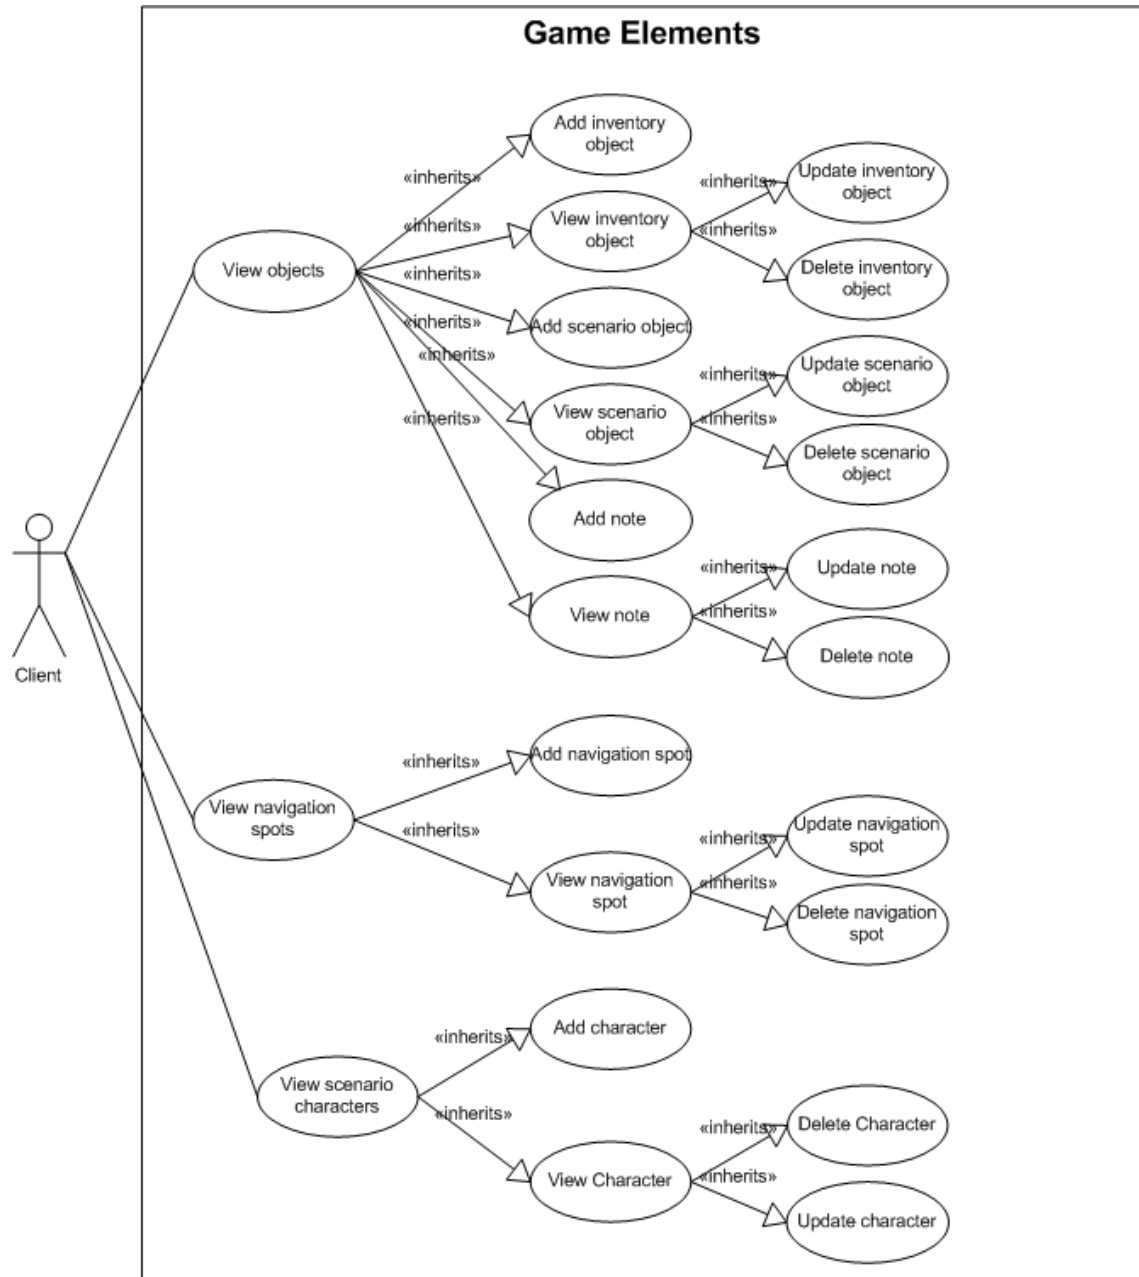 Game Elements
Add inventory
object
«inherits»
«inherits»
Update inventory
object
«inherits»
View inventory
object
«inherits»
View objects
«inherits»
Delete inventory
object
«inherits»
Add scenario object
«inherits»
«inherits»
Update scenario
object
«inherits»
View scenario
object
«inherits»
Delete scenario
object
Add note
«inherits»
Update note
View note
«inherits»
Delete note
Client
Add navigation spot
«inherits»
View navigation
spots
«inherits»
«inherits»
Update navigation
spot
View navigation
spot
«inherits»
Delete navigation
spot
Add character
«inherits»
View scenario
characters
«inherits»
«inherits»
Delete Character
View Character
«inherits»
Update character